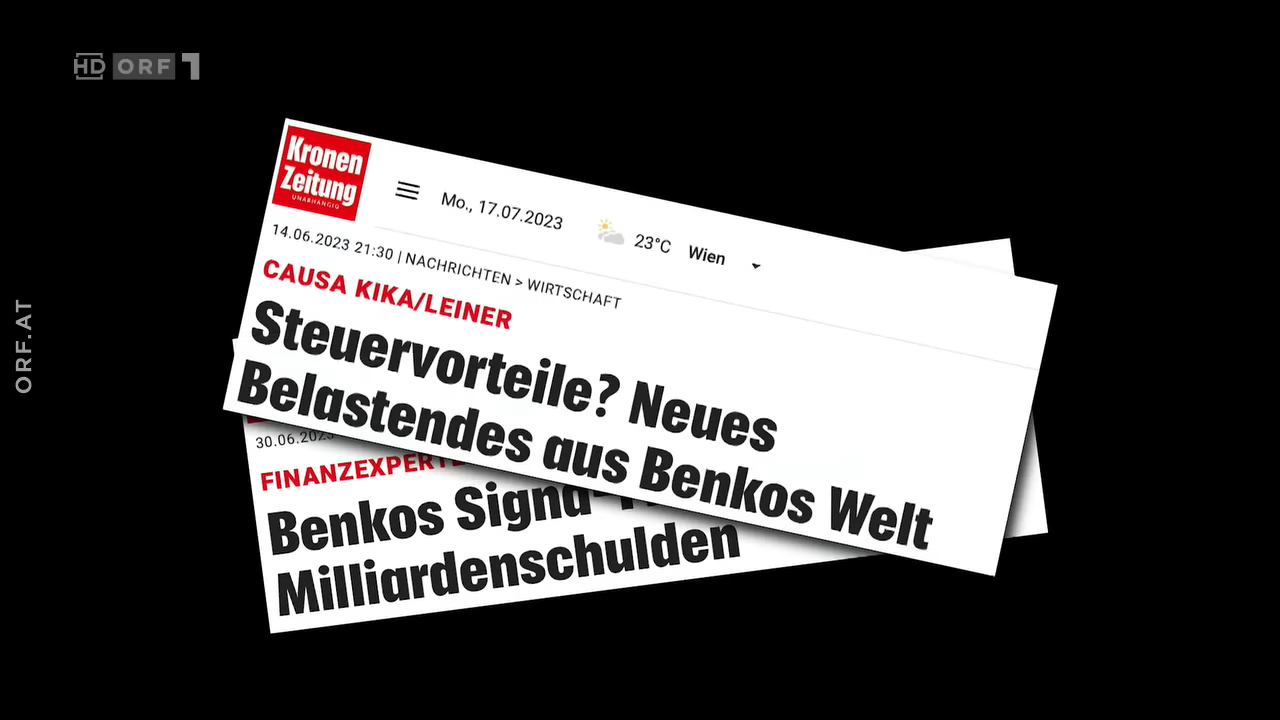 HD ORF 1
ORF.AT
Kronen
Zeitung
UNABHÄNGIG
Mo., 17.07.2023
23°C
Wien
14.06.2023 21:30 | NACHRICHTEN > WIRTSCHAFT
CAUSA KIKA/LEINER
Steuervorteile? Neues
Belastendes aus Benkos Welt
30.06.2023
Benkos Signa-
Milliardenschulden